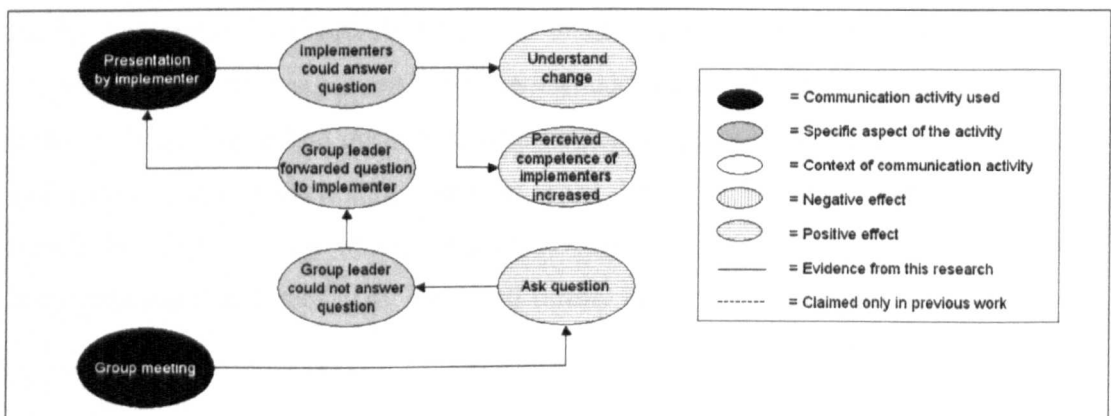 Presentation
by implementer
Implementers
could answer
question
Understand
change
Group leader
forwarded question
to implementer
Perceived
competence of
implementers
increased
Group leader
could not answer
question
Ask question
Group meeting
= Communication activity used
= Specific aspect of the activity
= Context of communication activity
= Negative effect
= Positive effect
= Evidence from this research
= Claimed only in previous work